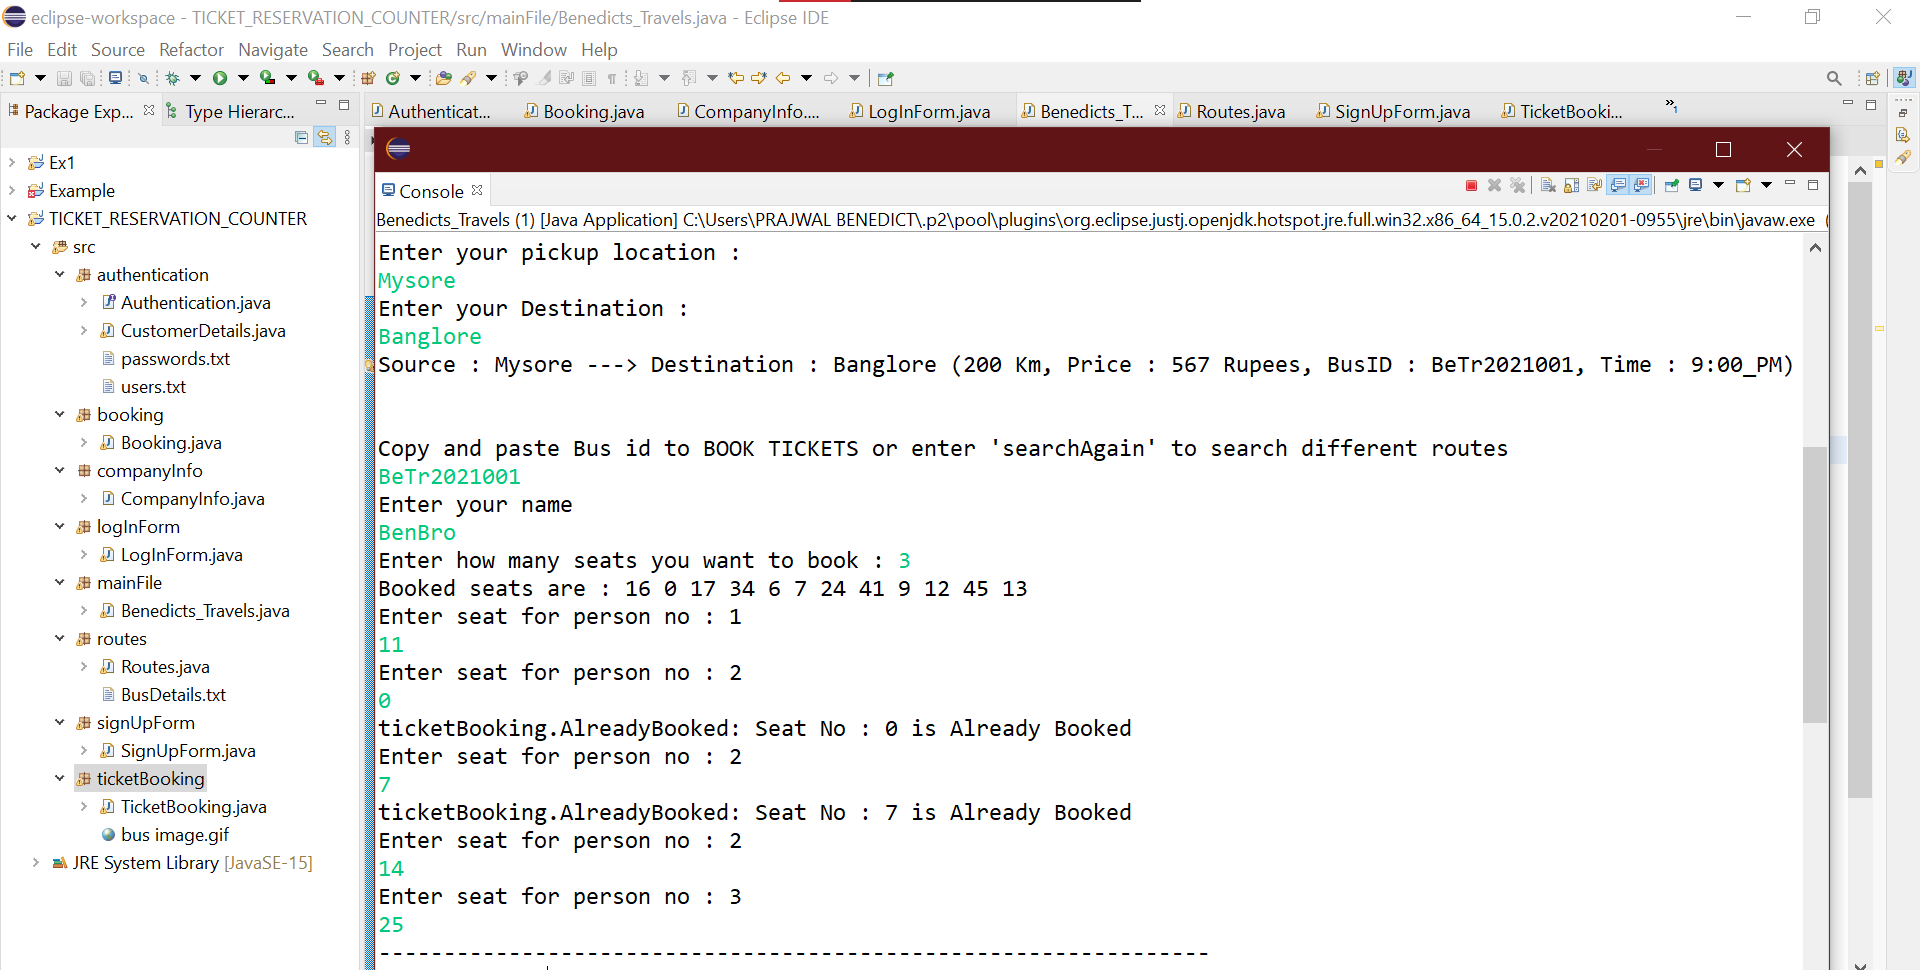 eclipse-workspace - TICKET_RESERVATION_COUNTER/src/mainFile/Benedicts_Travels.java - Eclipse IDE
File Edit Source Refactor Navigate Search Project Run Window Help
Package Exp... Type Hierarc...
Authenticat... Booking.java CompanyInfo.... LogInForm.java Benedicts_T... Routes.java SignUpForm.java TicketBooki... »1
Ex1
Example
TICKET_RESERVATION_COUNTER
src
authentication
Authentication.java
CustomerDetails.java
passwords.txt
users.txt
booking
Booking.java
companyInfo
CompanyInfo.java
logInForm
LogInForm.java
mainFile
Benedicts_Travels.java
routes
Routes.java
BusDetails.txt
signUpForm
SignUpForm.java
ticketBooking
TicketBooking.java
bus image.gif
JRE System Library [JavaSE-15]
Console
Benedicts_Travels (1) [Java Application] C:\Users\PRAJWAL BENEDICT\.p2\pool\plugins\org.eclipse.justj.openjdk.hotspot.jre.full.win32.x86_64_15.0.2.v20210201-0955\jre\bin\javaw.exe (
Enter your pickup location :
Mysore
Enter your Destination :
Banglore
Source : Mysore ---> Destination : Banglore (200 Km, Price : 567 Rupees, BusID : BeTr2021001, Time : 9:00_PM)
Copy and paste Bus id to BOOK TICKETS or enter 'searchAgain' to search different routes
BeTr2021001
Enter your name
BenBro
Enter how many seats you want to book : 3
Booked seats are : 16 0 17 34 6 7 24 41 9 12 45 13
Enter seat for person no : 1
11
Enter seat for person no : 2
0
ticketBooking.AlreadyBooked: Seat No : 0 is Already Booked
Enter seat for person no : 2
7
ticketBooking.AlreadyBooked: Seat No : 7 is Already Booked
Enter seat for person no : 2
14
Enter seat for person no : 3
25
----------------------------------------------------------------